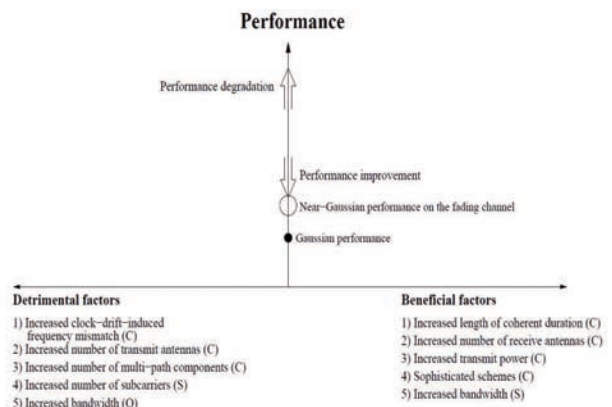 Performance
Performance degradation
Performance improvement
Near-Gaussian performance on the fading channel
Gaussian performance
Detrimental factors
1) Increased clock-drift-induced
frequency mismatch (C)
2) Increased number of transmit antennas (C)
3) Increased number of multi-path components (C)
4) Increased number of subcarriers (S)
5) Increased bandwidth (O)
Beneficial factors
1) Increased length of coherent duration (C)
2) Increased number of receive antennas (C)
3) Increased transmit power (C)
4) Sophisticated schemes (C)
5) Increased bandwidth (S)